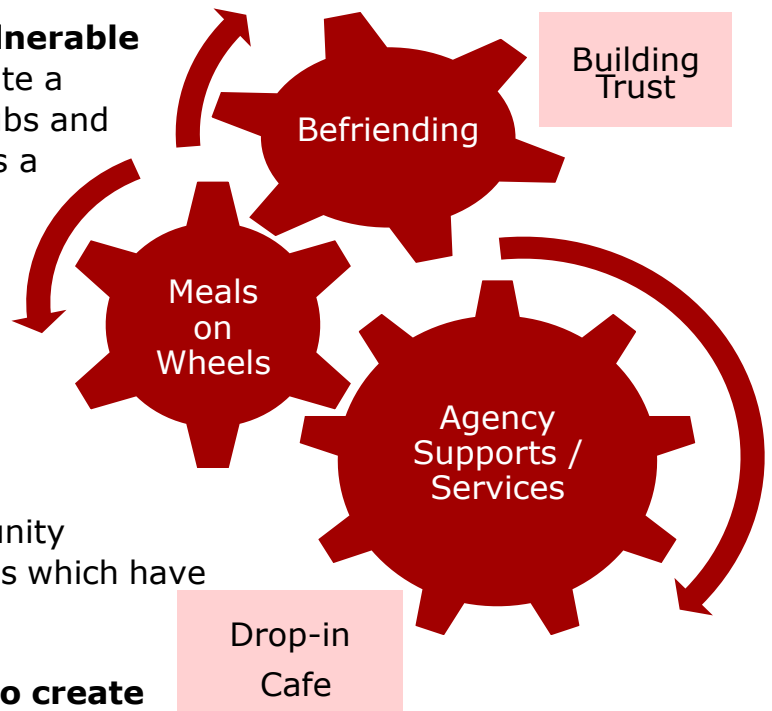 lnerable
te a
Building
Trust
bs and
Befriending
s a
Meals
on
Wheels
Agency
Supports /
Services
unity
s which have
Drop-in
Cafe
o create